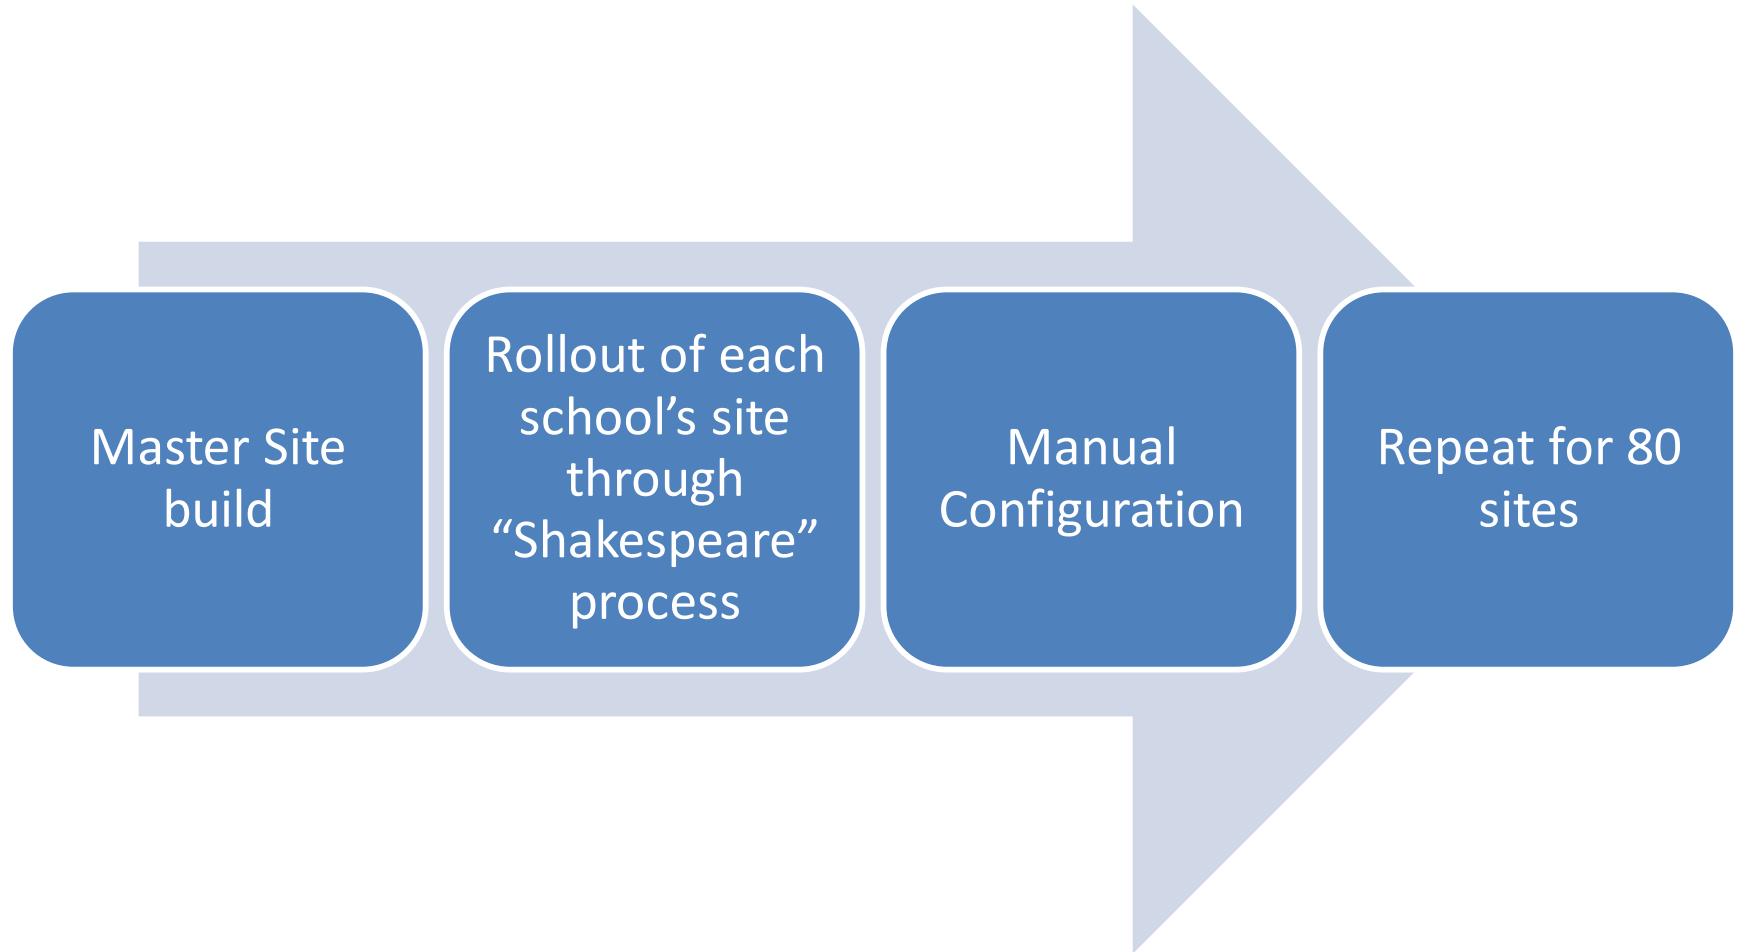 Master Site
build
Rollout of each
school’s site
through
“Shakespeare”
process
Manual
Configuration
Repeat for 80
sites